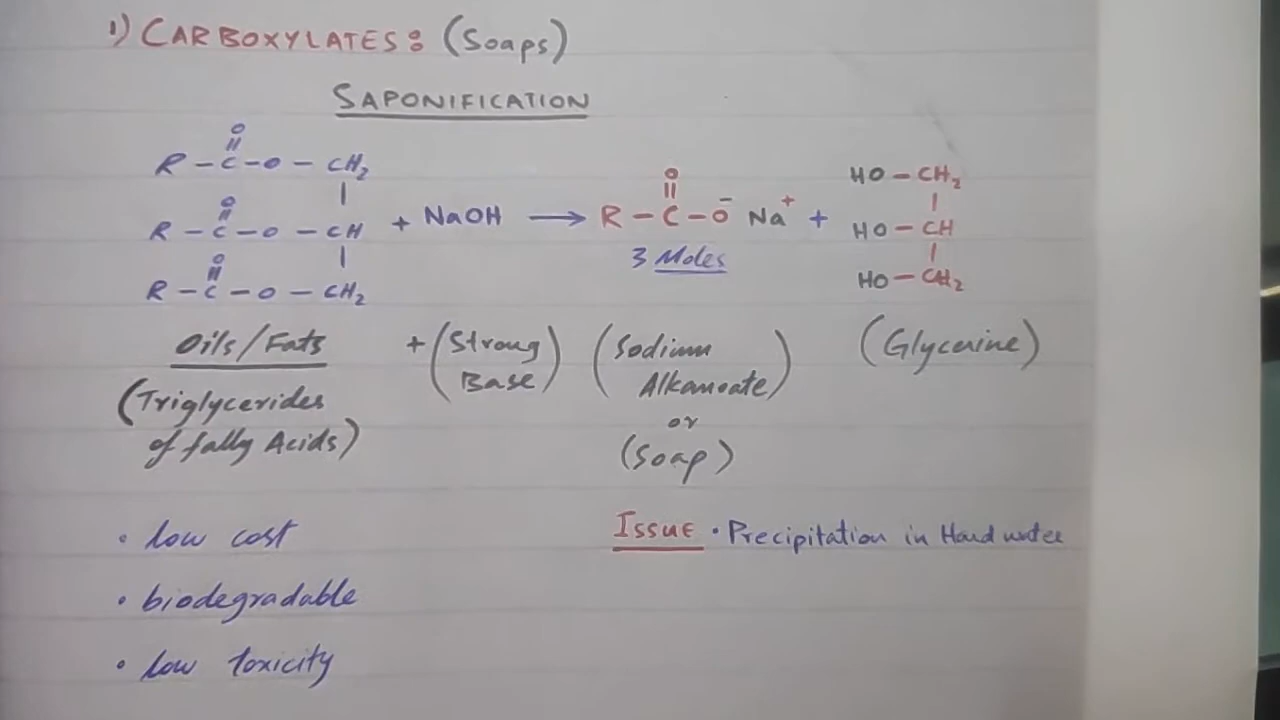 1) CARBOXYLATES: (Soaps)
SAPONIFICATION
O
R - C - O - CH2
O
R - C - O - CH + NaOH → R - C - O⁻ Na⁺ + HO - CH2
O
R - C - O - CH2
O
HO - CH
HO - CH2
3 Moles
Oils/Fats + (Strong Base) (Sodium Alkanoate) (Glycerine)
(Triglycerides
of fally Acids)
or
(Soap)
• low cost
ISSUE • Precipitation in Hard water
• biodegradable
• low toxicity